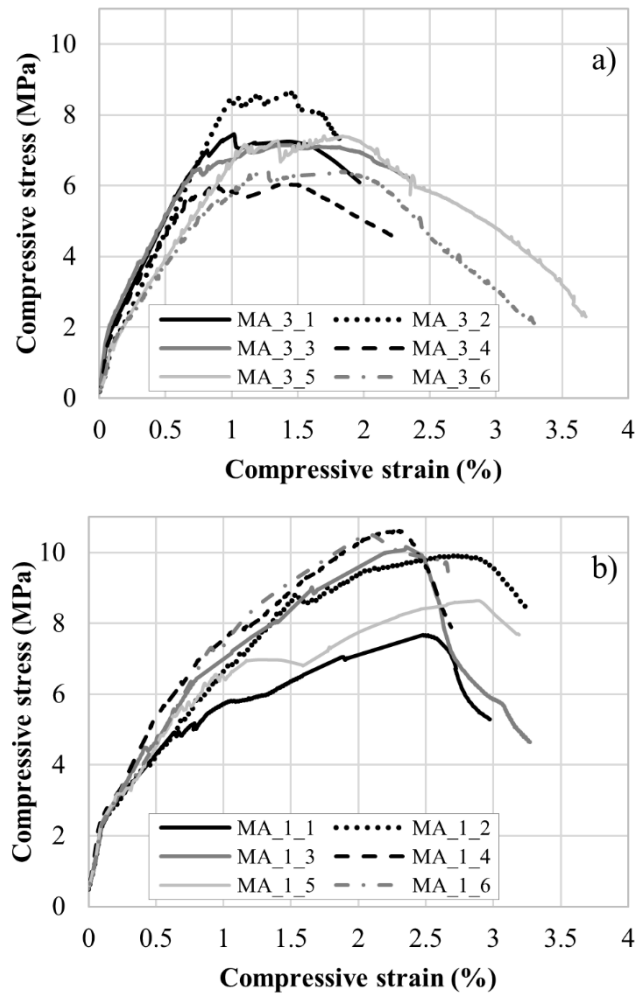 a)
Compressive stress (MPa)
10
8
6
4
2
0
MA_3_1 MA_3_2
MA_3_3 MA_3_4
MA_3_5 MA_3_6
0 0.5 1 1.5 2 2.5 3 3.5 4
Compressive strain (%)
b)
Compressive stress (MPa)
10
8
6
4
2
0
MA_1_1 MA_1_2
MA_1_3 MA_1_4
MA_1_5 MA_1_6
0 0.5 1 1.5 2 2.5 3 3.5 4
Compressive strain (%)